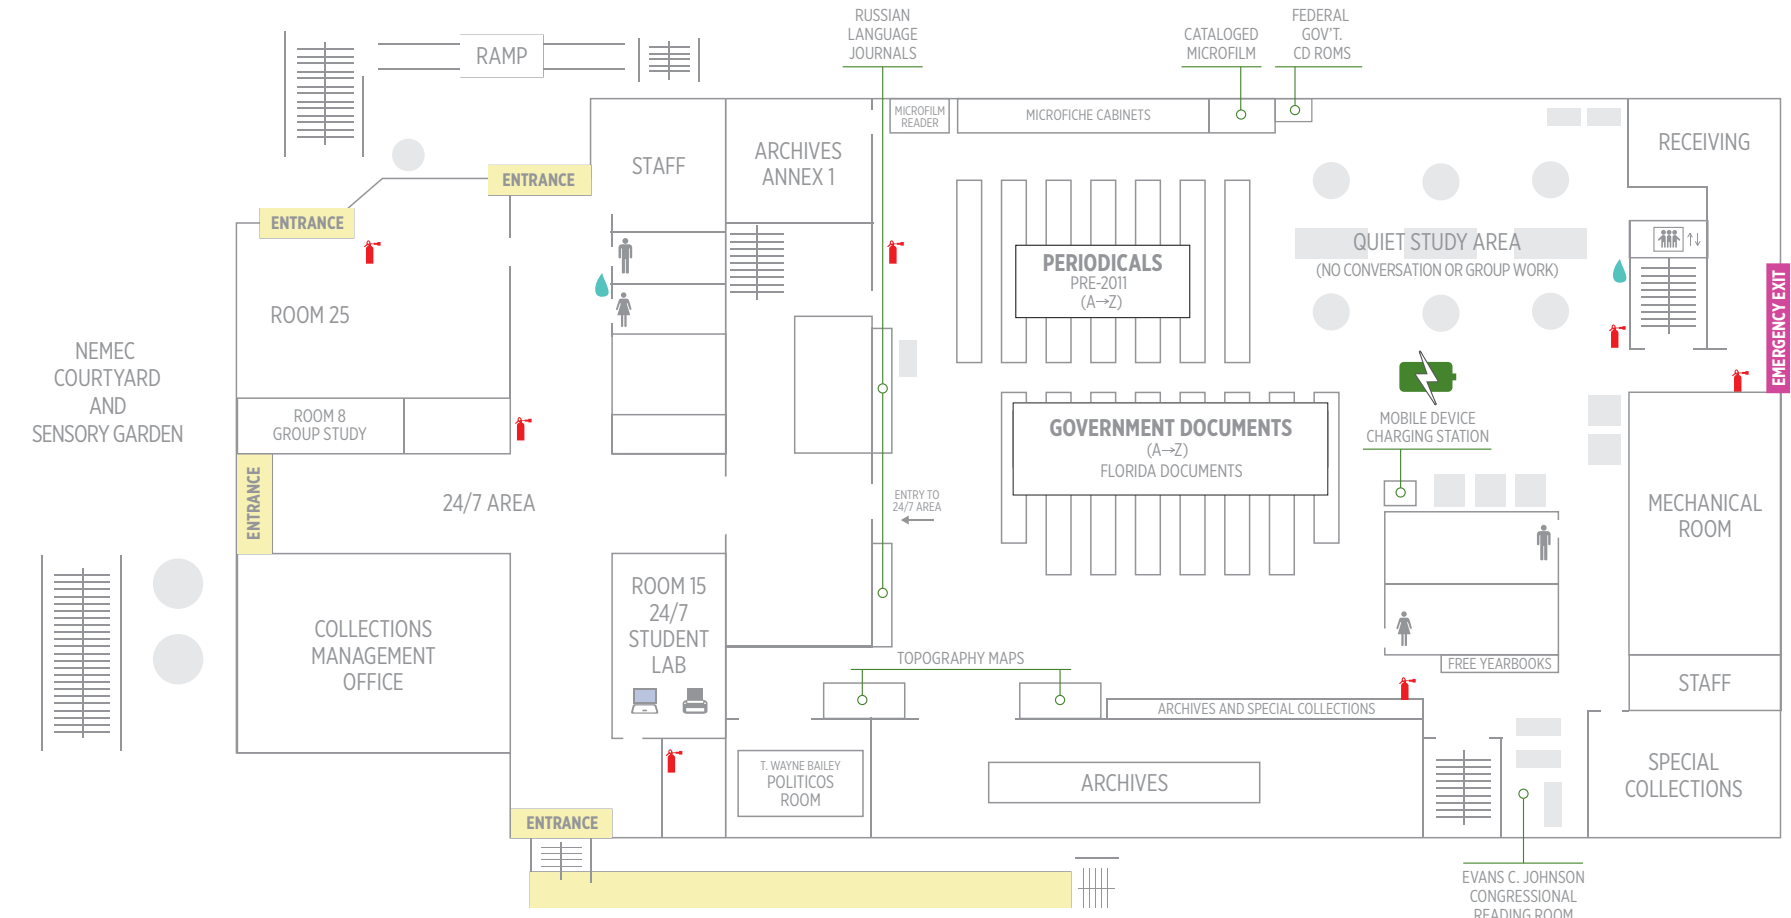 RUSSIAN
LANGUAGE
JOURNALS
CATALOGED
MICROFILM
FEDERAL
GOV'T.
CD ROMS
RAMP
MICROFILM
READER
MICROFICHE CABINETS
STAFF
ARCHIVES
ANNEX 1
RECEIVING
ENTRANCE
ENTRANCE
QUIET STUDY AREA
(NO CONVERSATION OR GROUP WORK)
PERIODICALS
PRE-2011
(A→Z)
ROOM 25
EMERGENCY EXIT
NEMEC
COURTYARD
AND
SENSORY GARDEN
ROOM 8
GROUP STUDY
GOVERNMENT DOCUMENTS
(A→Z)
FLORIDA DOCUMENTS
MOBILE DEVICE
CHARGING STATION
ENTRANCE
24/7 AREA
ENTRY TO
24/7 AREA
MECHANICAL
ROOM
ROOM 15
24/7
STUDENT
LAB
COLLECTIONS
MANAGEMENT
OFFICE
TOPOGRAPHY MAPS
FREE YEARBOOKS
STAFF
ARCHIVES AND SPECIAL COLLECTIONS
T. WAYNE BAILEY
POLITICOS
ROOM
ARCHIVES
SPECIAL
COLLECTIONS
ENTRANCE
EVANS C. JOHNSON
CONGRESSIONAL
READING ROOM